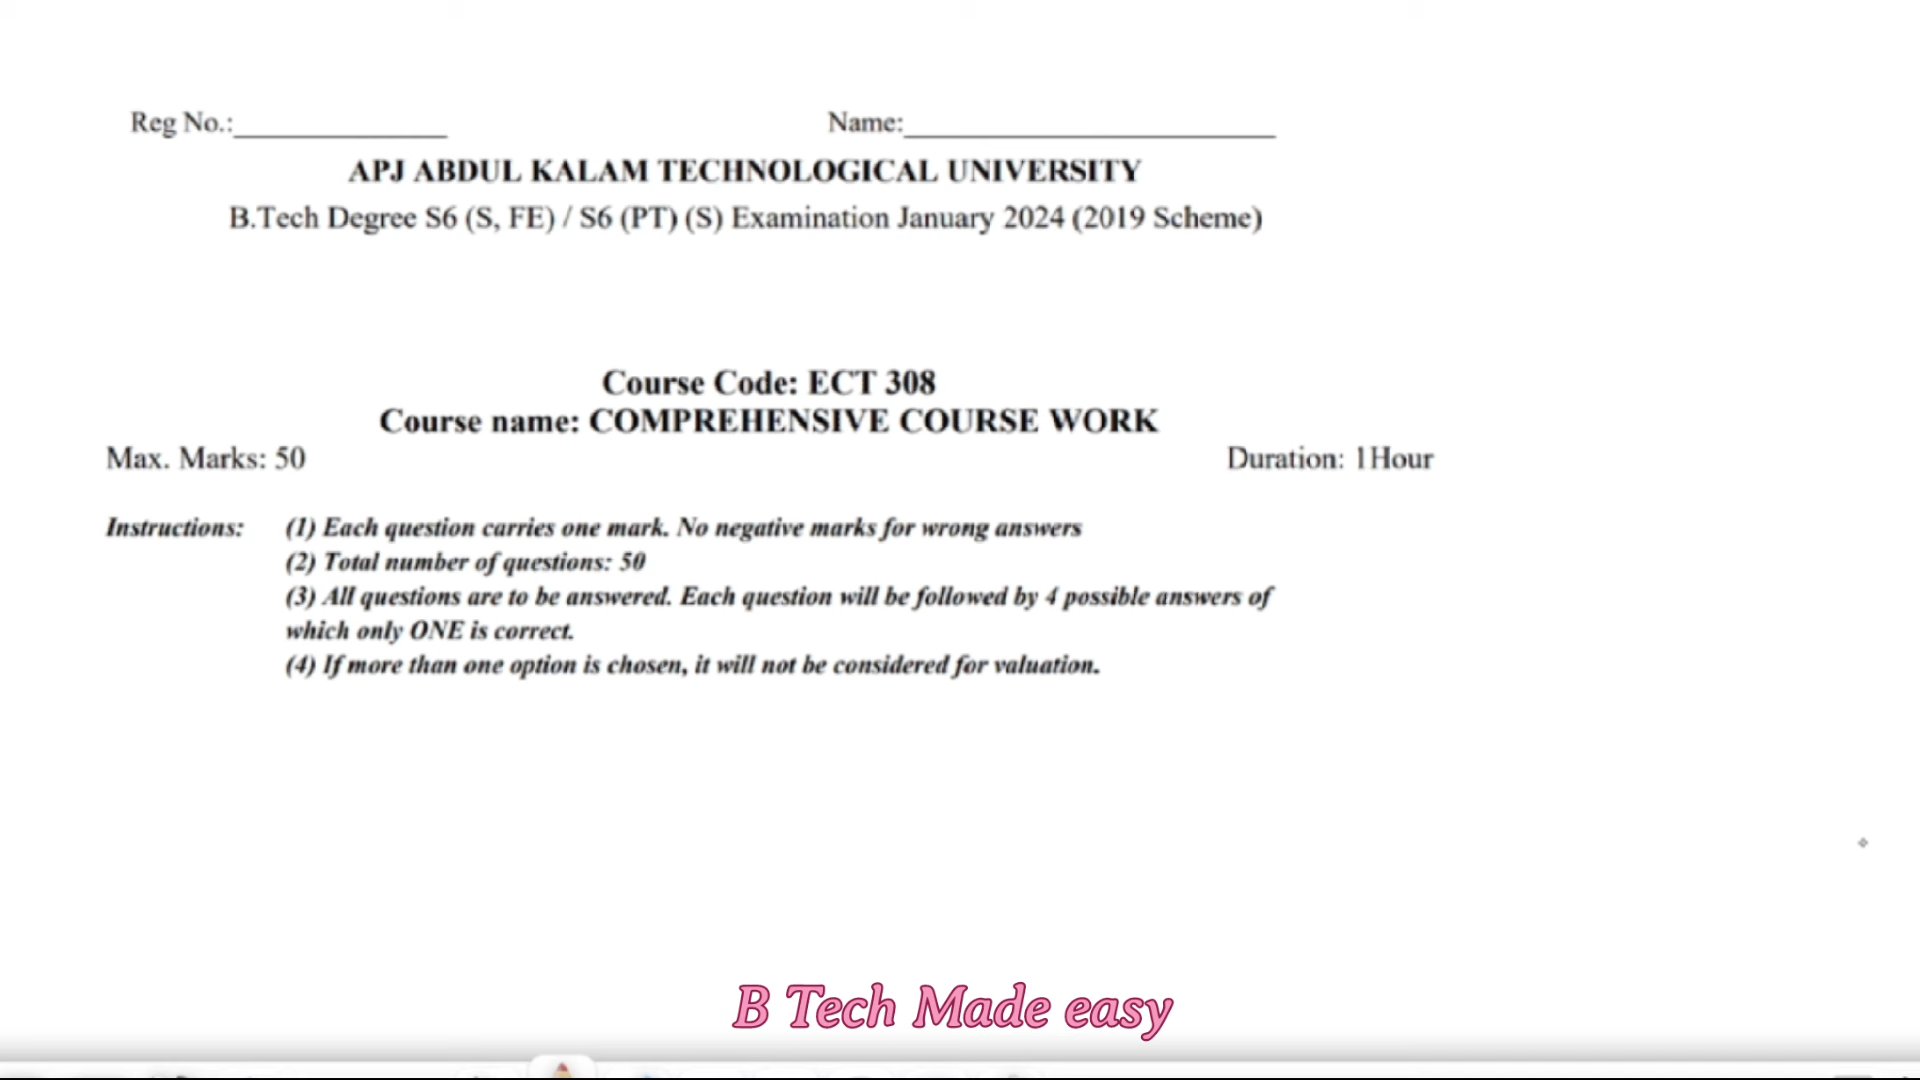 Reg No.:_______________ Name:__________________________
APJ ABDUL KALAM TECHNOLOGICAL UNIVERSITY
B.Tech Degree S6 (S, FE) / S6 (PT) (S) Examination January 2024 (2019 Scheme)
Course Code: ECT 308
Course name: COMPREHENSIVE COURSE WORK
Max. Marks: 50 Duration: 1Hour
Instructions: (1) Each question carries one mark. No negative marks for wrong answers
(2) Total number of questions: 50
(3) All questions are to be answered. Each question will be followed by 4 possible answers of
which only ONE is correct.
(4) If more than one option is chosen, it will not be considered for valuation.
B Tech Made easy